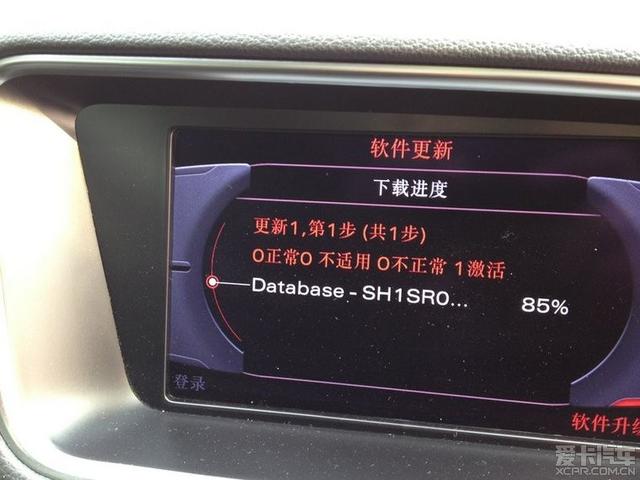 软件更新
下载进度
更新1,第1步 (共1步)
0正常0 不适用 0不正常 1激活
Database - SH1SR0... 85%
登录
软件升级
爱卡汽车
XCAR.COM.CN